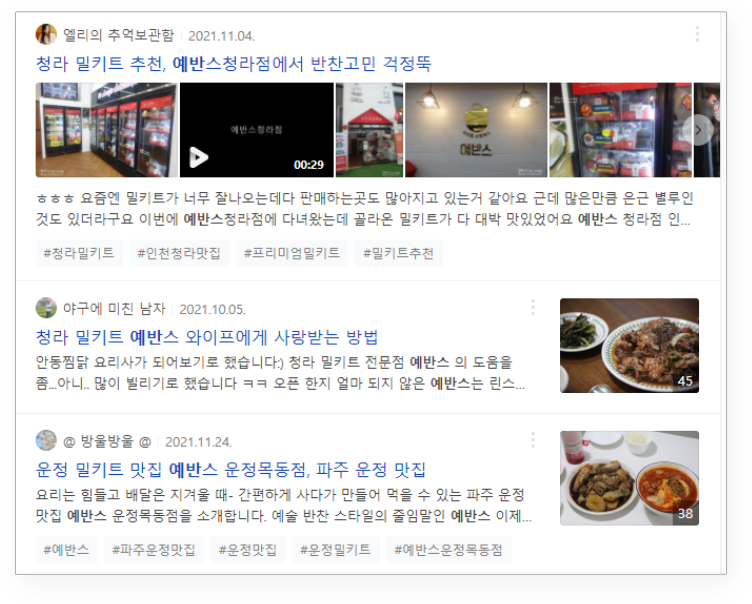 엘리의 추억보관함 2021.11.04.
청라 밀키트 추천, 예반스청라점에서 반찬고민 걱정뚝
예반스청라점
00:29
예반스
ㅎㅎㅎ 요즘엔 밀키트가 너무 잘나오는데다 판매하는곳도 많아지고 있는거 같아요 근데 많은만큼 은근 별루인
것도 있더라구요 이번에 예반스청라점에 다녀왔는데 골라온 밀키트가 다 대박 맛있었어요 예반스 청라점 인...
#청라밀키트 #인천청라맛집 #프리미엄밀키트 #밀키트추천
야구에 미친 남자 2021.10.05.
청라 밀키트 예반스 와이프에게 사랑받는 방법
안동찜닭 요리사가 되어보기로 했습니다:) 청라 밀키트 전문점 예반스 의 도움을
좀...아니.. 많이 빌리기로 했습니다 ㅋㅋ 오픈 한지 얼마 되지 않은 예반스는 린스...
45
@ 방울방울 @ 2021.11.24.
운정 밀키트 맛집 예반스 운정목동점, 파주 운정 맛집
요리는 힘들고 배달은 지겨울 때- 간편하게 사다가 만들어 먹을 수 있는 파주 운정
맛집 예반스 운정목동점을 소개합니다. 예술 반찬 스타일의 줄임말인 예반스 이제...
38
#예반스 #파주운정맛집 #운정맛집 #운정밀키트 #예반스운정목동점